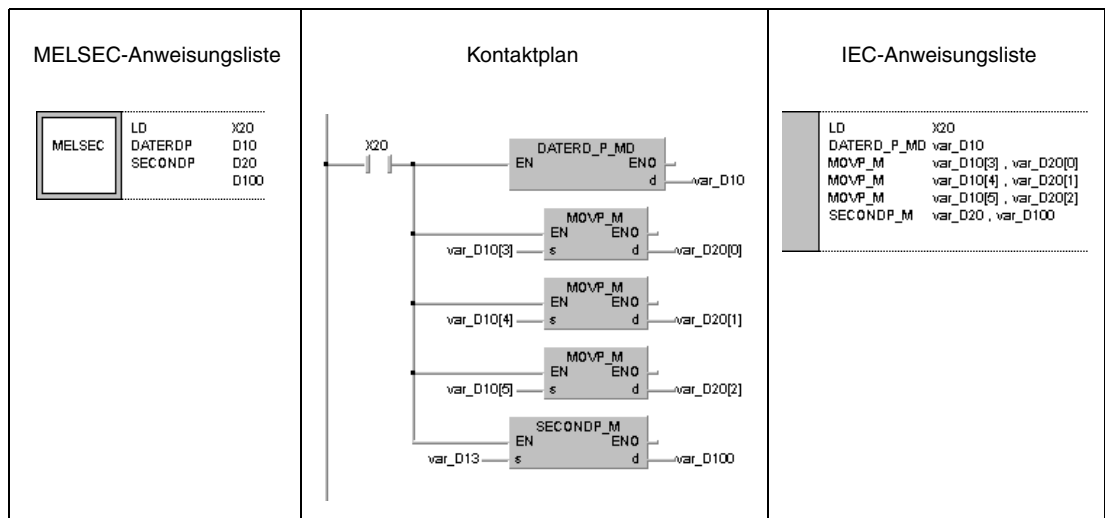 MELSEC-Anweisungsliste
Kontaktplan
IEC-Anweisungsliste
MELSEC
LD X20
DATERDP D10
SECONDP D20
D100
X20
DATERD_P_MD
EN ENO
d var_D10
MOVP_M
EN ENO
var_D10[3] s d var_D20[0]
MOVP_M
EN ENO
var_D10[4] s d var_D20[1]
MOVP_M
EN ENO
var_D10[5] s d var_D20[2]
SECONDP_M
EN ENO
var_D13 s d var_D100
LD X20
DATERD_P_MD var_D10
MOVP_M var_D10[3] , var_D20[0]
MOVP_M var_D10[4] , var_D20[1]
MOVP_M var_D10[5] , var_D20[2]
SECONDP_M var_D20 , var_D100